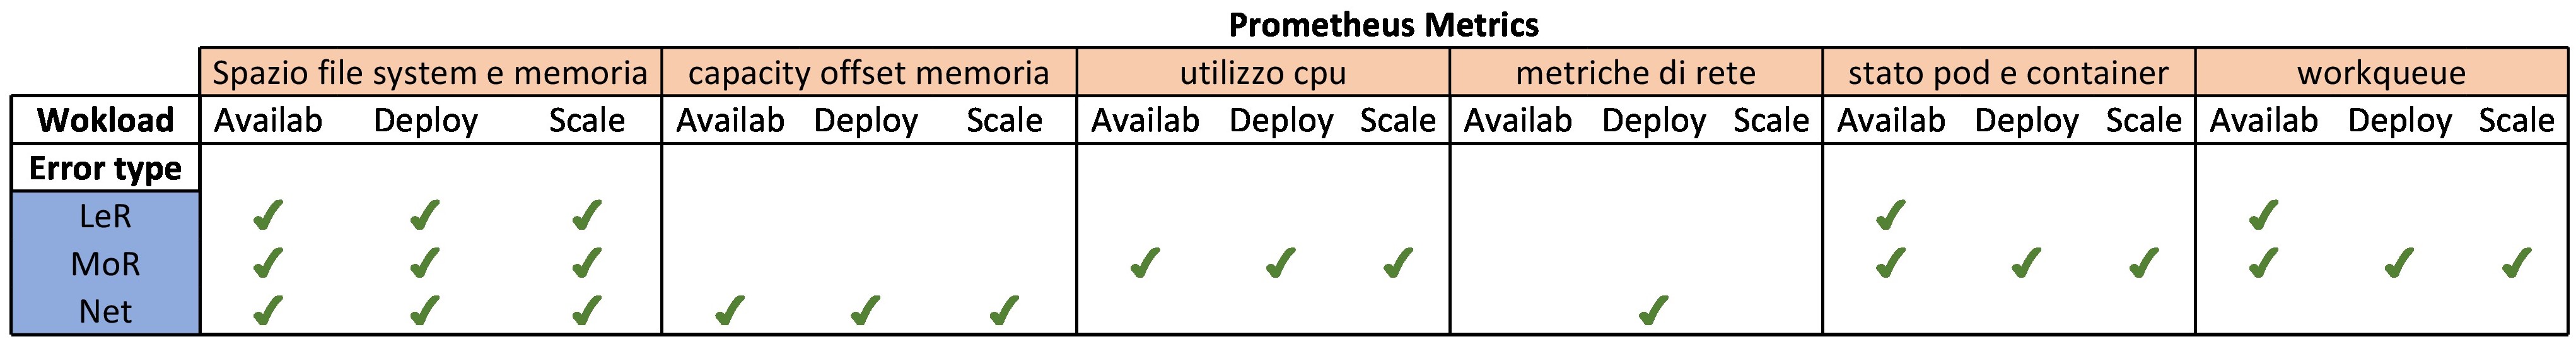 Prometheus Metrics
Spazio file system e memoria capacity offset memoria utilizzo cpu metriche di rete stato pod e container workqueue
Wokload Availab Deploy Scale Availab Deploy Scale Availab Deploy Scale Availab Deploy Scale Availab Deploy Scale Availab Deploy Scale
Error type
LeR ✔ ✔ ✔ ✔ ✔
MoR ✔ ✔ ✔ ✔ ✔ ✔ ✔ ✔ ✔ ✔ ✔ ✔
Net ✔ ✔ ✔ ✔ ✔ ✔ ✔